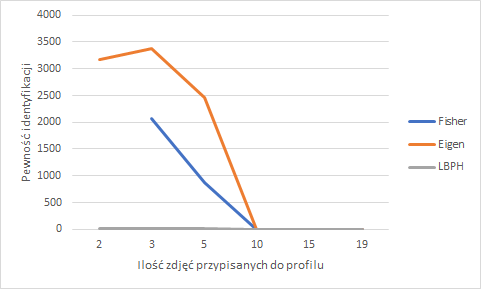 4000
3500
3000
2500
2000
1500
1000
500
0
Pewność identyfikacji
2 3 5 10 15 19
Ilość zdjęć przypisanych do profilu
Fisher
Eigen
LBPH